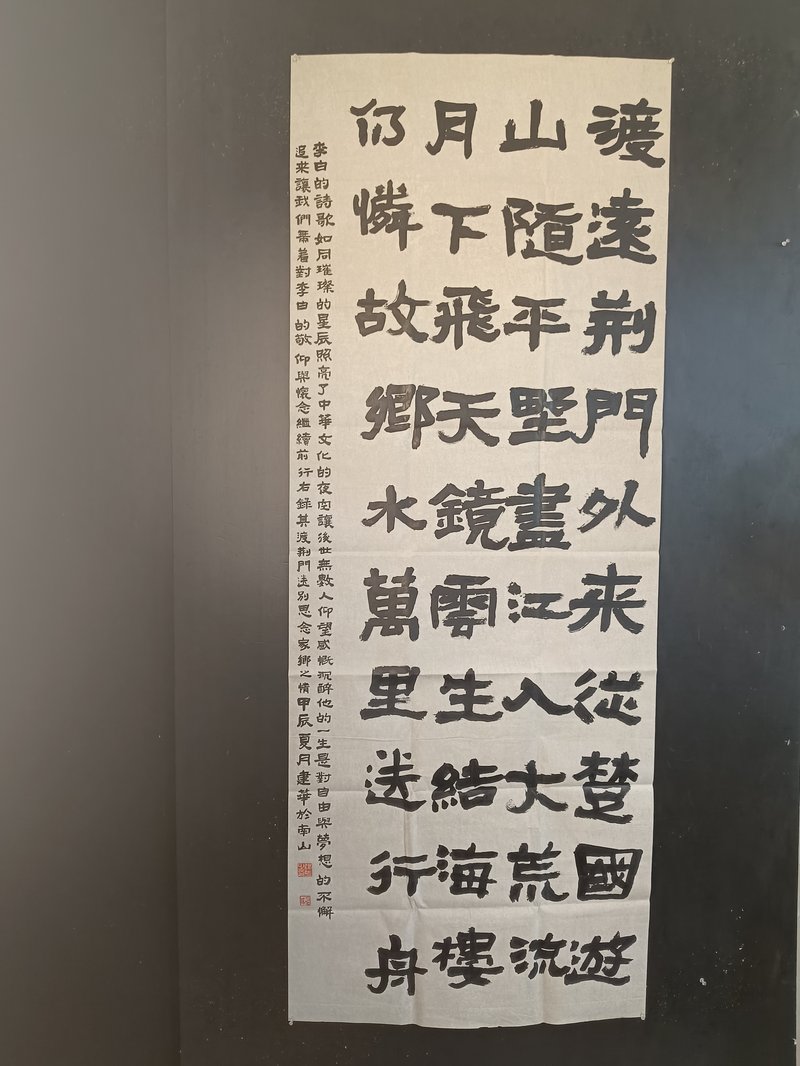 渡遠荆門外来從楚國遊
山隨平野盡江入大荒流
月下飛天鏡雲生結海樓
仍憐故鄉水萬里送行舟
李白的詩歌如同璀璨的星辰照亮了中華文化的夜空讓後世無數人仰望感慨沉醉他的一生是對自由與夢想的不懈
追求讓我們帶着對李白的敬仰與懷念繼續前行右錄其渡荆門送别思念家鄉之情甲辰夏月建華於南山